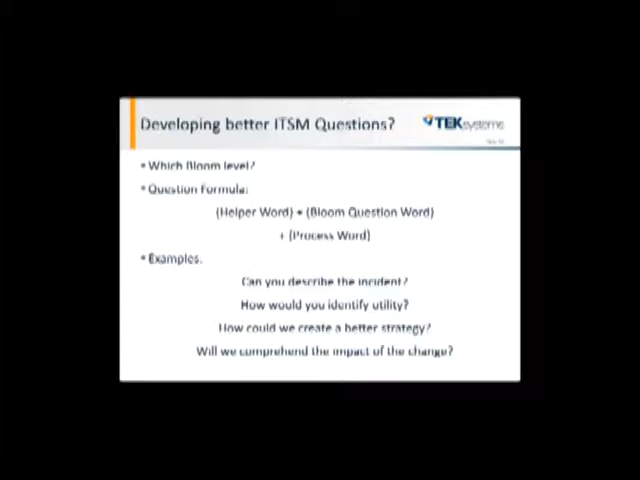 Developing better ITSM Questions?
TEKsystems
• Which Bloom level?
• Question Formula:
(Helper Word) + (Bloom Question Word)
+ (Process Word)
• Examples:
Can you describe the incident?
How would you identify utility?
How could we create a better strategy?
Will we comprehend the impact of the change?